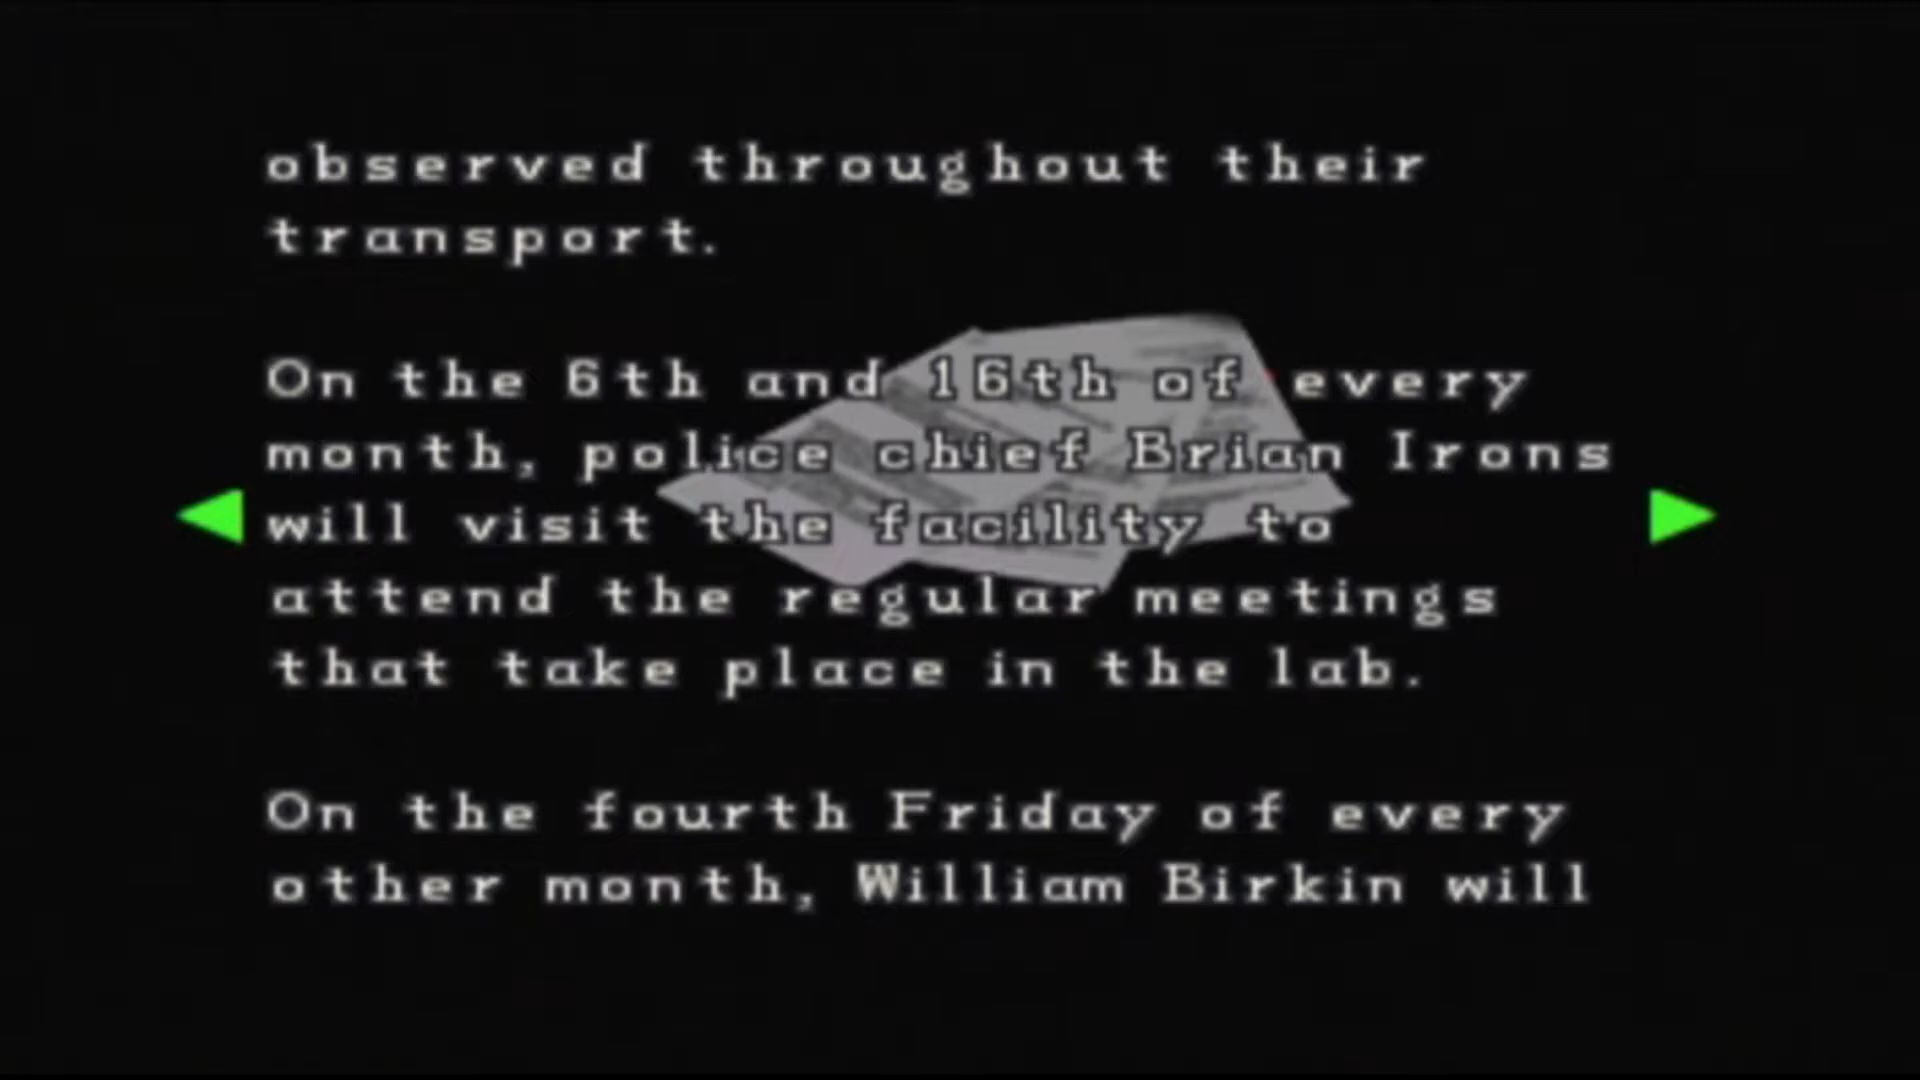 observed throughout their
transport.
On the 6th and 16th of every
month, police chief Brian Irons
will visit the facility to
attend the regular meetings
that take place in the lab.
On the fourth Friday of every
other month, William Birkin will